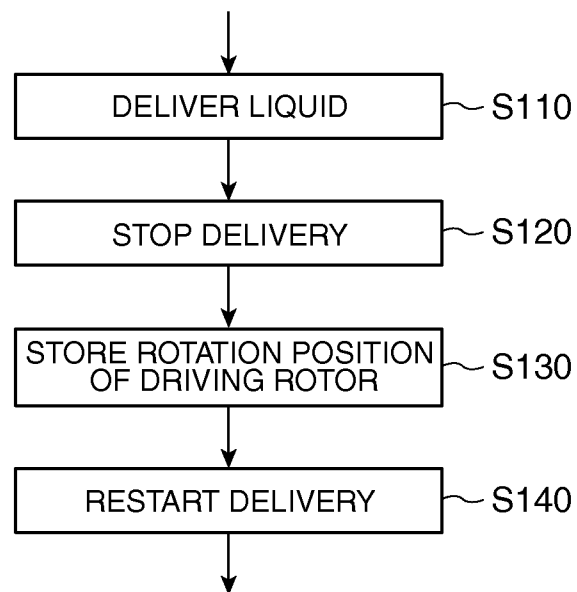 DELIVER LIQUID
S110
STOP DELIVERY
S120
STORE ROTATION POSITION
OF DRIVING ROTOR
S130
RESTART DELIVERY
S140